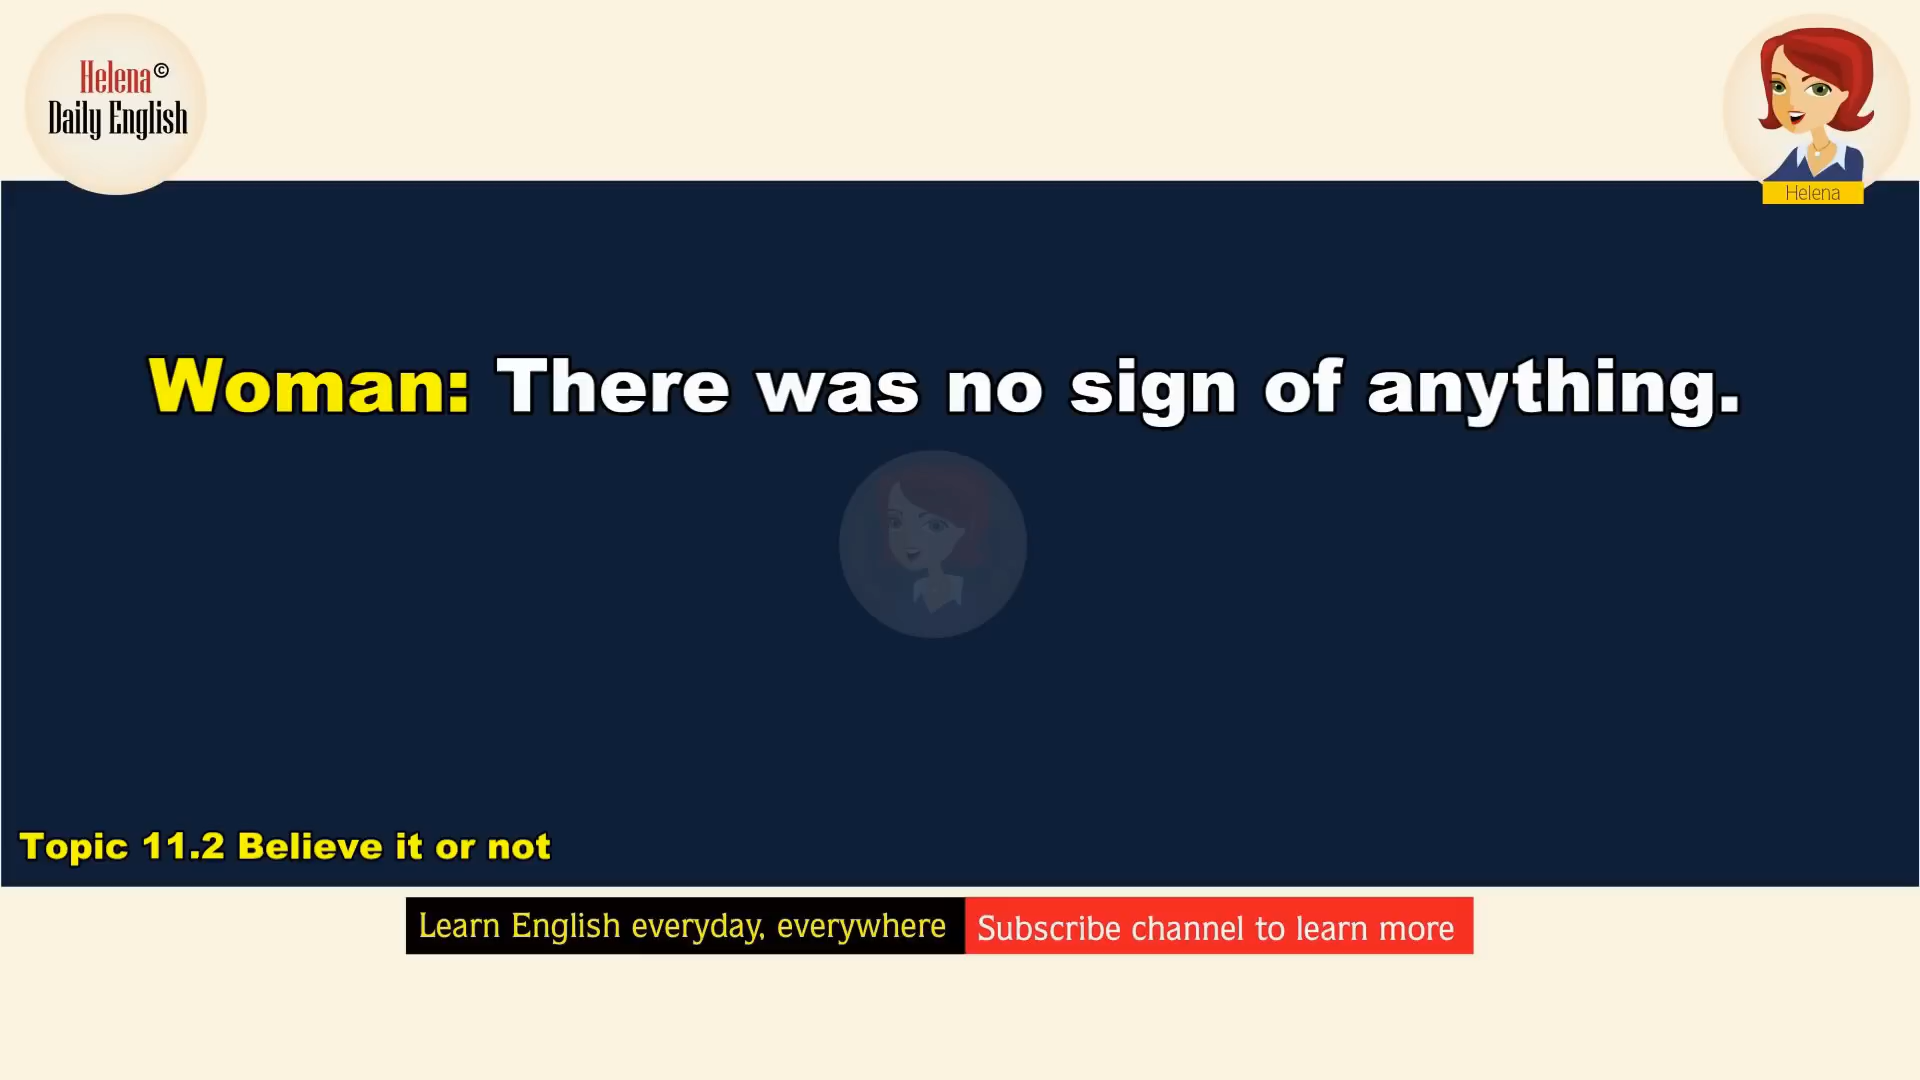 Helena©
Daily English
Helena
Woman: There was no sign of anything.
Topic 11.2 Believe it or not
Learn English everyday, everywhere
Subscribe channel to learn more